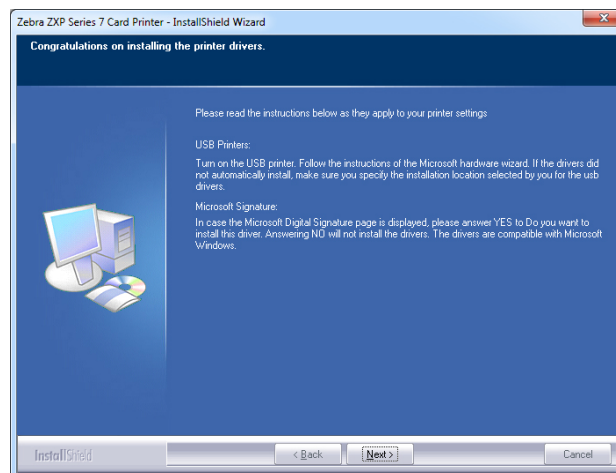 Zebra ZXP Series 7 Card Printer - InstallShield Wizard
Congratulations on installing the printer drivers.
Please read the instructions below as they apply to your printer settings
USB Printers:
Turn on the USB printer. Follow the instructions of the Microsoft hardware wizard. If the drivers did
not automatically install, make sure you specify the installation location selected by you for the usb
drivers.
Microsoft Signature:
In case the Microsoft Digital Signature page is displayed, please answer YES to Do you want to
install this driver. Answering NO will not install the drivers. The drivers are compatible with Microsoft
Windows.
InstallShield
< Back
Next >
Cancel